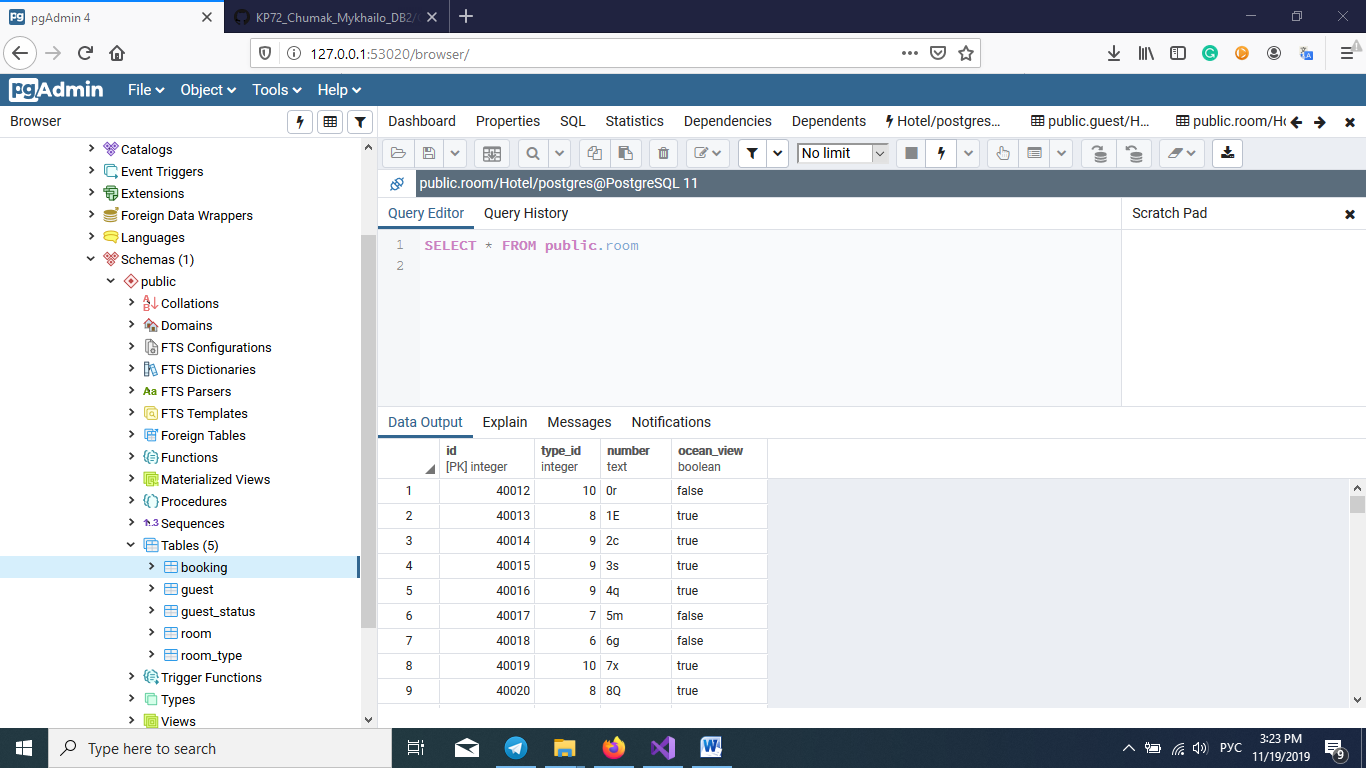 pgAdmin 4
KP72_Chumak_Mykhailo_DB2/
127.0.0.1:53020/browser/
pgAdmin File Object Tools Help
Browser
Dashboard Properties SQL Statistics Dependencies Dependents Hotel/postgres... public.guest/H... public.room/Ho
Catalogs
Event Triggers
Extensions
Foreign Data Wrappers
Languages
Schemas (1)
public
Collations
Domains
FTS Configurations
FTS Dictionaries
Aa FTS Parsers
FTS Templates
Foreign Tables
Functions
Materialized Views
Procedures
1..3 Sequences
Tables (5)
booking
guest
guest_status
room
room_type
Trigger Functions
Types
Views
No limit
public.room/Hotel/postgres@PostgreSQL 11
Query Editor Query History
Scratch Pad
1 SELECT * FROM public.room
2
Data Output Explain Messages Notifications
id type_id number ocean_view
[PK] integer integer text boolean
1 40012 10 0r false
2 40013 8 1E true
3 40014 9 2c true
4 40015 9 3s true
5 40016 9 4q true
6 40017 7 5m false
7 40018 6 6g false
8 40019 10 7x true
9 40020 8 8Q true
Type here to search
РУС
3:23 PM
11/19/2019
9